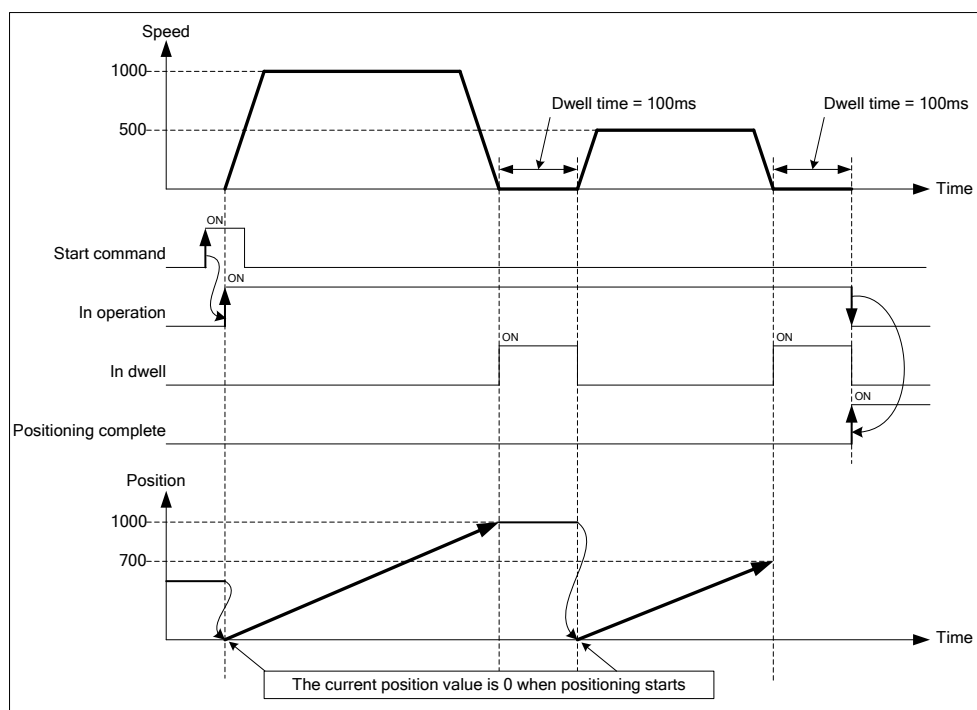 Speed
1000
Dwell time = 100ms
Dwell time = 100ms
500
Time
ON
Start command
ON
In operation
ON
ON
In dwell
ON
Positioning complete
Position
1000
700
Time
The current position value is 0 when positioning starts